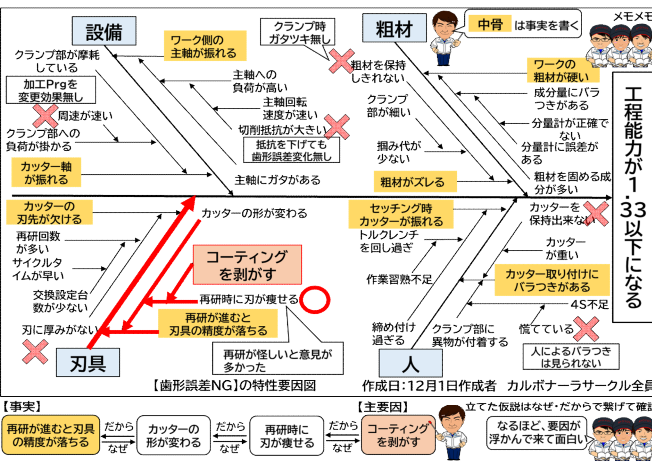 設備
ワーク側の
主軸が振れる
クランプ時
ガタツキ無し
粗材
中骨
は事実を書く
メモメモ
クランプ部が摩耗
している
加工Prgを
変更効果無し
周速が速い
クランプ部への
負荷が掛かる
カッター軸
が振れる
主軸への
負荷が高い
主軸回転
速度が速い
切削抵抗が大きい
抵抗を下げても
歯形誤差変化無し
主軸にガタがある
粗材を保持
しきれない
クランプ
部が細い
掴み代が
少ない
粗材がズレる
ワークの
粗材が硬い
成分量にバラ
つきがある
分量計が正確で
ない
分量計に誤差が
ある
粗材を固める成
分が多い
工程能力が1.33以下になる
カッターの
刃先が欠ける
再研回数
が多い
サイクルタ
イムが早い
交換設定台
数が少ない
刃に厚みがない
刃具
カッターの形が変わる
コーティング
を剥がす
再研時に刃が痩せる
再研が進むと
刃具の精度が落ちる
再研が怪しいと意見が
多かった
セッチング時
カッターが振れる
トルクレンチ
を回し過ぎ
作業習熟不足
締め付け
過ぎる
人
カッターを
保持出来ない
カッター
が重い
カッター取り付けに
バラつきがある
4S不足
クランプ部に
異物が付着する
慌てている
人によるバラつき
は見られない
【歯形誤差NG】の特性要因図
作成日:12月1日作成者 カルボナーラサークル全員
【事実】
再研が進むと刃具
の精度が落ちる
だから
なぜ
カッターの
形が変わる
だから
なぜ
再研時に
刃が痩せる
だから
なぜ
【主要因】
コーティング
を剥がす
立てた仮説はなぜ・だからで繋げて確認
なるほど、要因が
浮かんで来て面白い